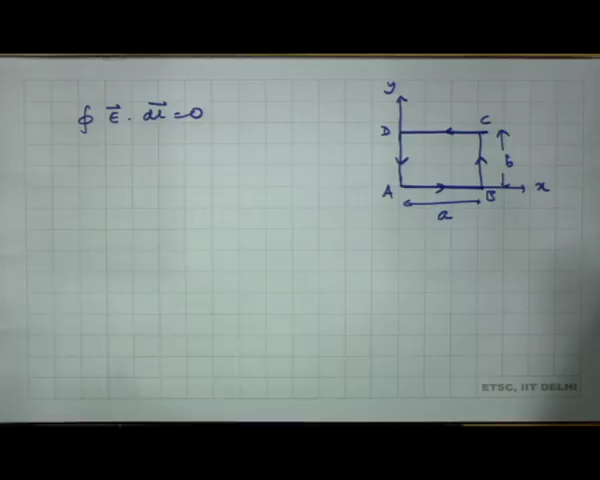 ∮ E⃗ . dl⃗ = 0
y
D
C
b
A
B
x
a
ETSC, IIT DELHI